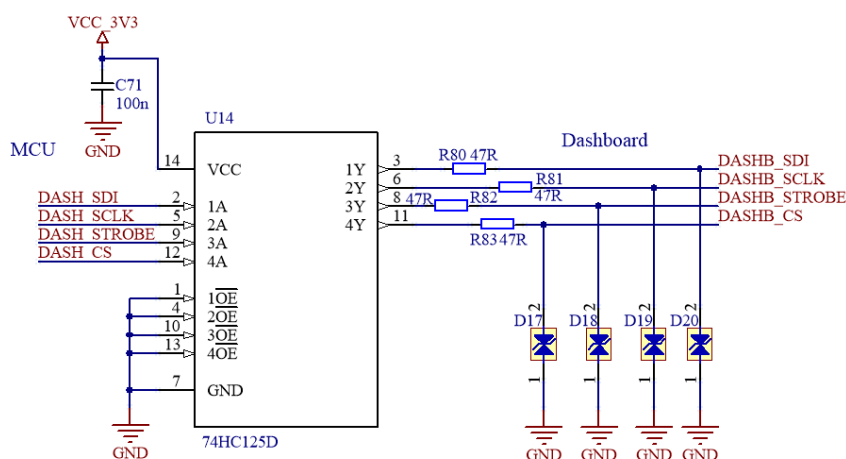 VCC_3V3
C71
100n
GND
MCU
U14
Dashboard
14 VCC
1Y 3 R80 47R DASHB_SDI
2Y 6 R81 47R DASHB_SCLK
3Y 8 47R R82 DASHB_STROBE
4Y 11 R83 47R DASHB_CS
DASH_SDI 2 1A
DASH_SCLK 5 2A
DASH_STROBE 9 3A
DASH_CS 12 4A
1 1OE
4 2OE
10 3OE
13 4OE
7 GND
2 2 2 2
D17 D18 D19 D20
1 1 1 1
GND
74HC125D
GND GND GND GND